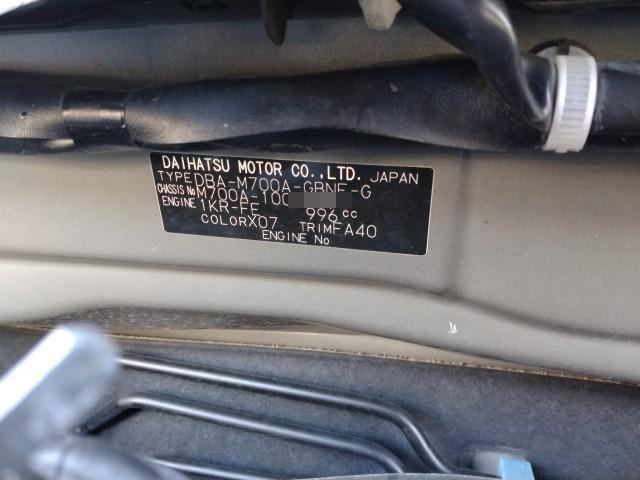 DAIHATSU MOTOR CO.,LTD. JAPAN
TYPE DBA-M700A-GBNE-G
CHASSIS No M700A-100
ENGINE 1KR-FE 996cc
COLOR X07 TRIM FA40
ENGINE No